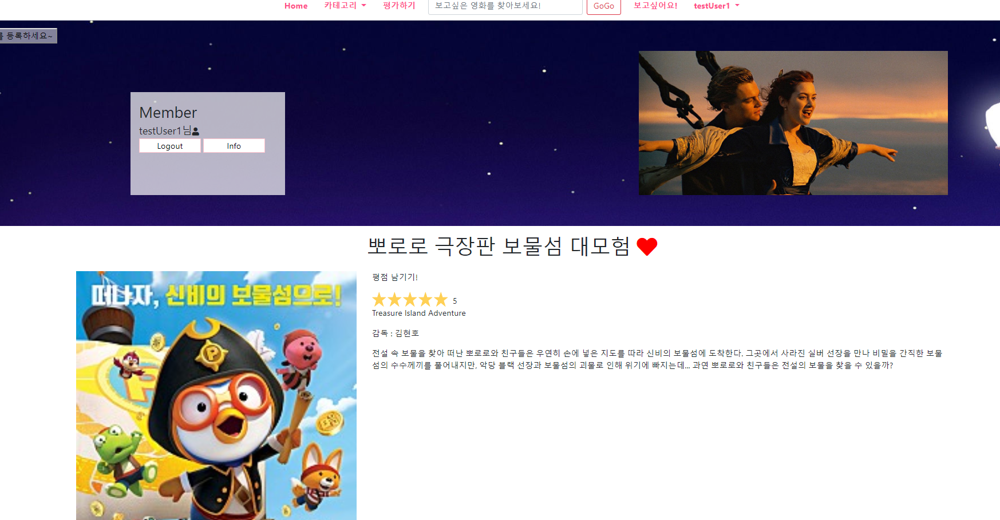 Home 카테고리 평가하기 보고싶은 영화를 찾아보세요! GoGo 보고싶어요! testUser1
를 등록하세요~
Member
testUser1님
Logout Info
뽀로로 극장판 보물섬 대모험
떠나자, 신비의 보물섬으로!
P
평점 남기기!
5
Treasure Island Adventure
감독 : 김현호
전설 속 보물을 찾아 떠난 뽀로로와 친구들은 우연히 손에 넣은 지도를 따라 신비의 보물섬에 도착한다. 그곳에서 사라진 실버 선장을 만나 비밀을 간직한 보물
섬의 수수께끼를 풀어내지만, 악당 블랙 선장과 보물섬의 괴물로 인해 위기에 빠지는데... 과연 뽀로로와 친구들은 전설의 보물을 찾을 수 있을까?